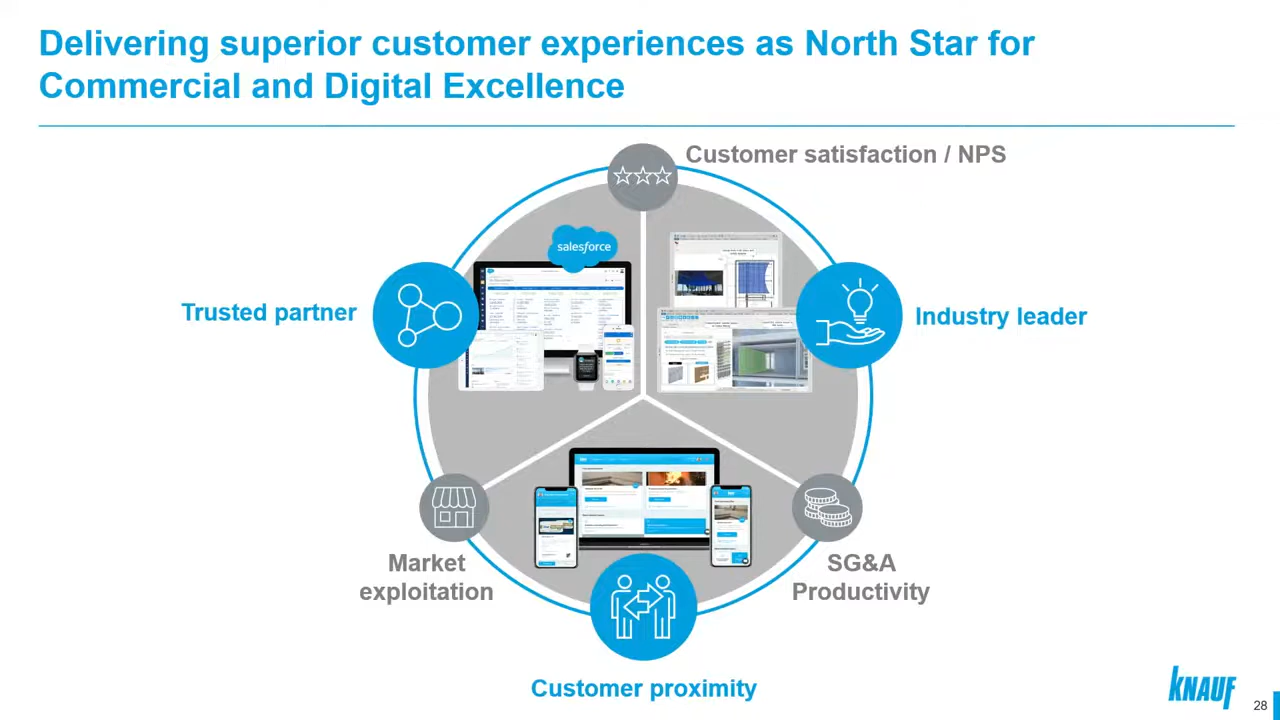 Delivering superior customer experiences as North Star for
Commercial and Digital Excellence
Customer satisfaction / NPS
salesforce
Trusted partner
Industry leader
Market
exploitation
SG&A
Productivity
Customer proximity
KNAUF
28